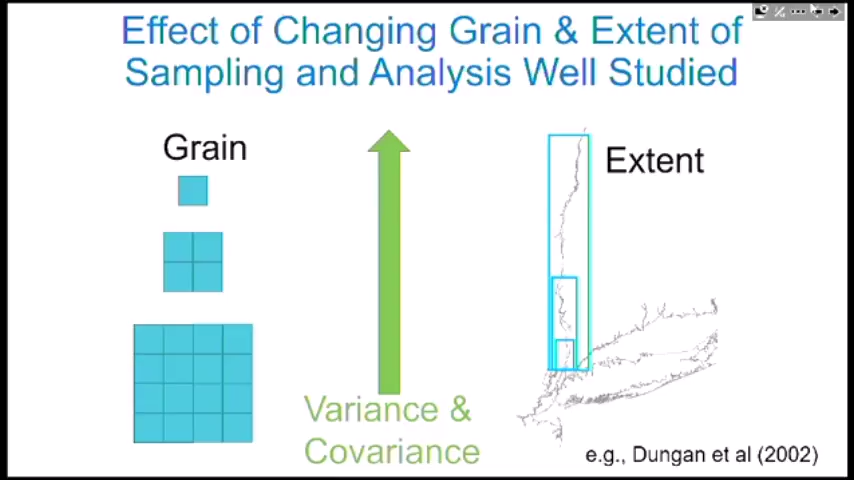 Effect of Changing Grain & Extent of
Sampling and Analysis Well Studied
Grain
Extent
Variance &
Covariance
e.g., Dungan et al (2002)